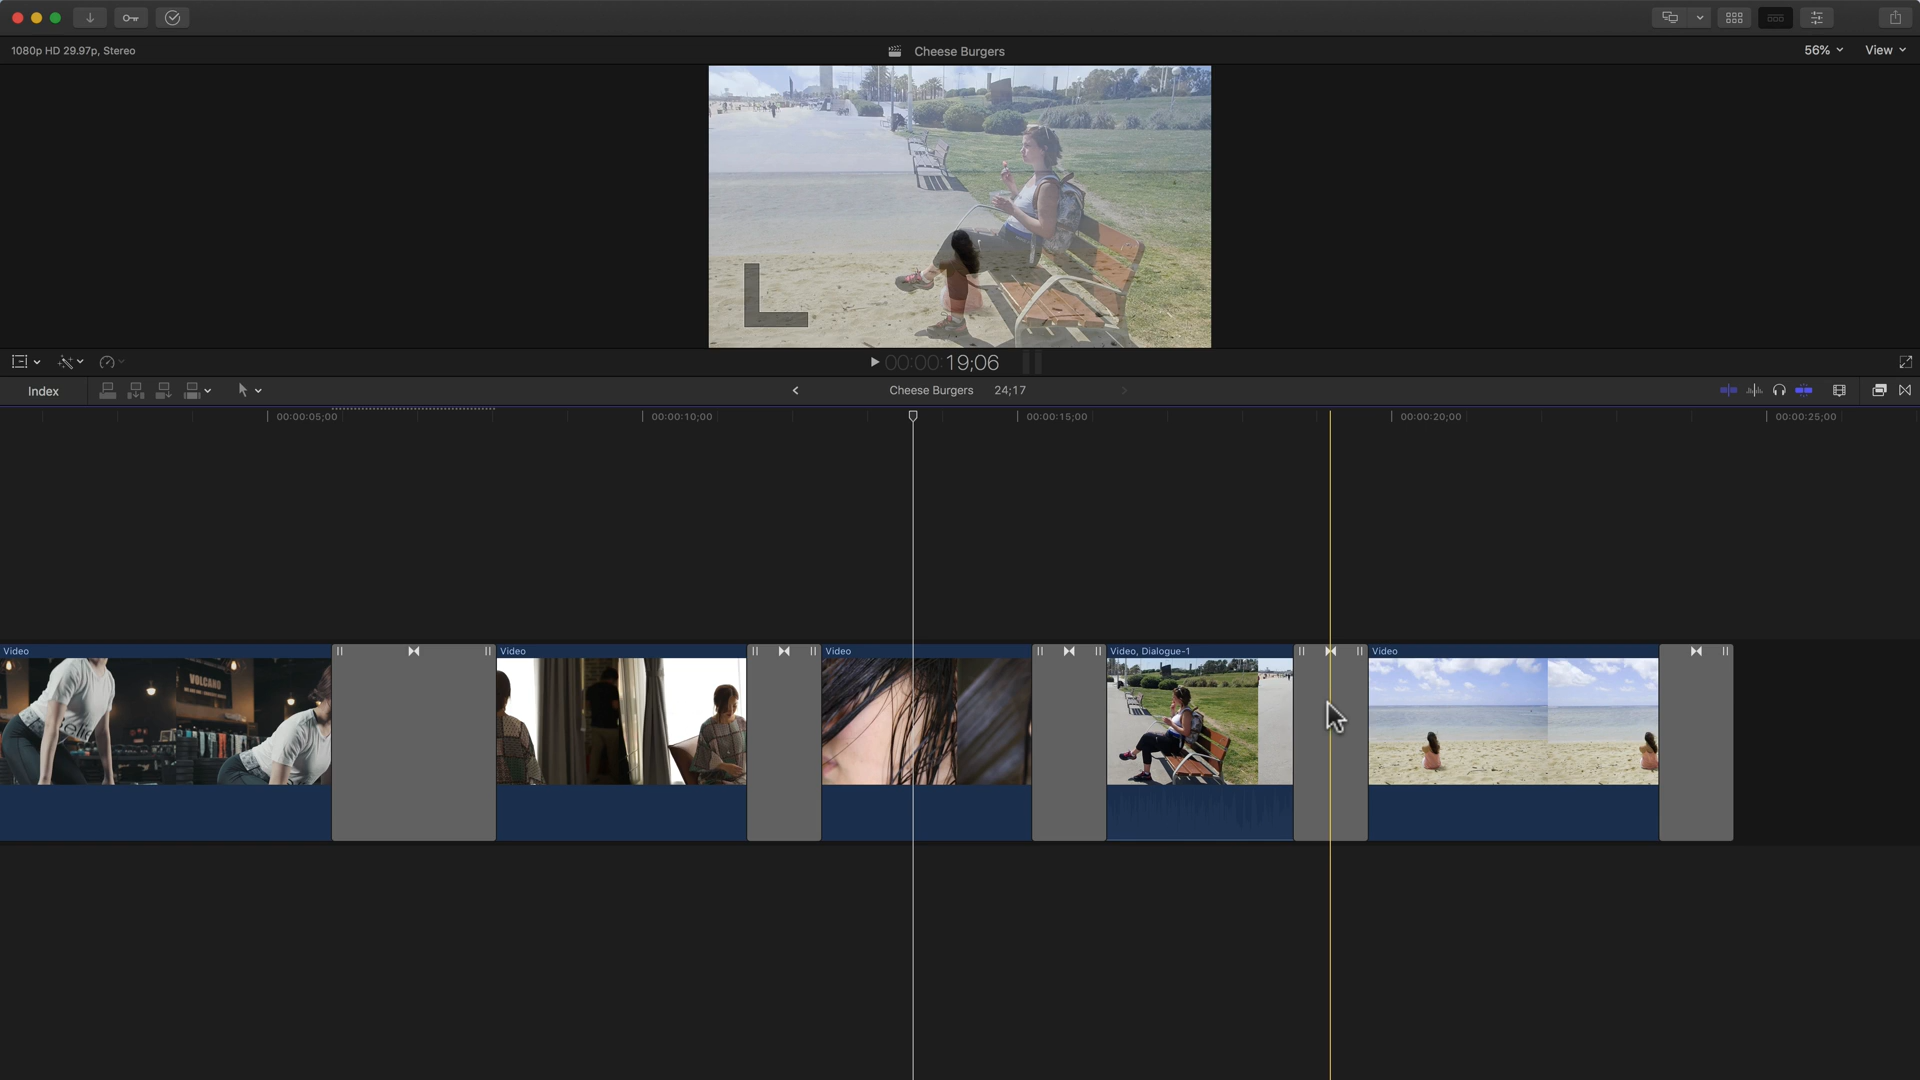 1080p HD 29.97p, Stereo
Cheese Burgers
56%
View
00:00:19;06
Index
Cheese Burgers 24;17
00:00:05;00
00:00:10;00
00:00:15;00
00:00:20;00
00:00:25;00
Video
Video
Video
Video, Dialogue-1
Video
VOLCANO